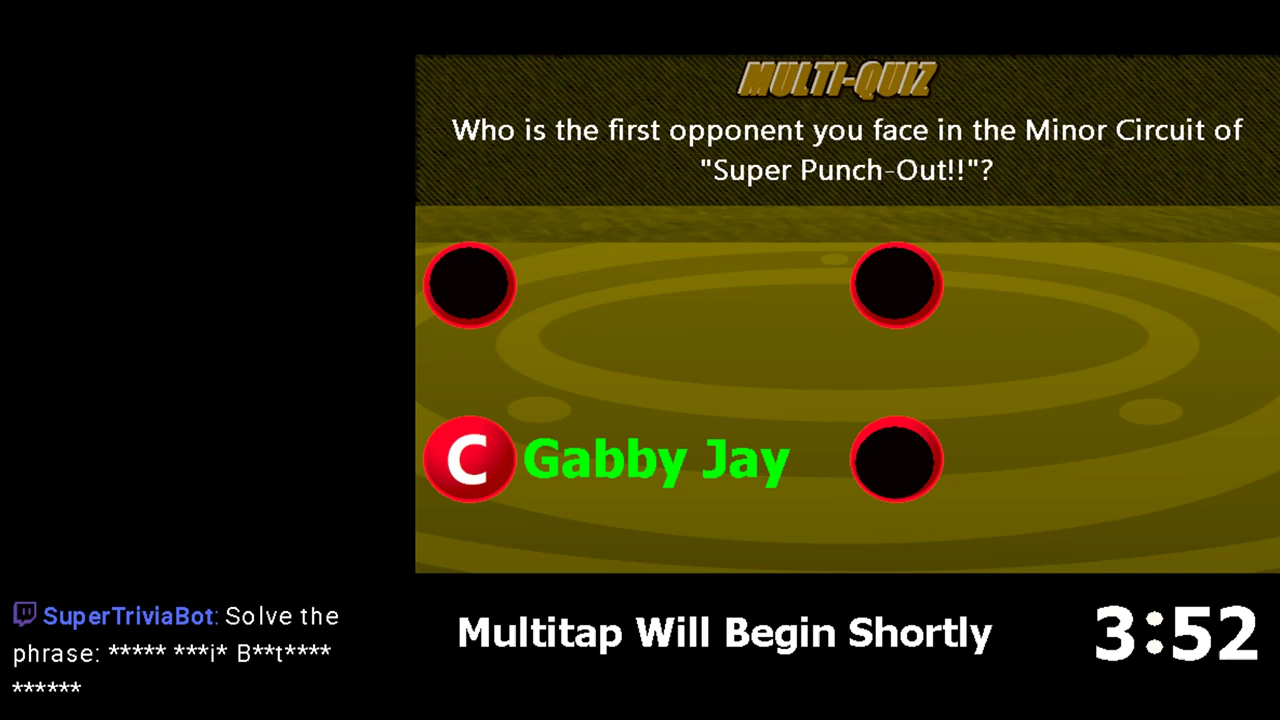 MULTI-QUIZ
Who is the first opponent you face in the Minor Circuit of
"Super Punch-Out!!"?
C Gabby Jay
SuperTriviaBot: Solve the
phrase: ***** ***i* B**t****
******
Multitap Will Begin Shortly
3:52